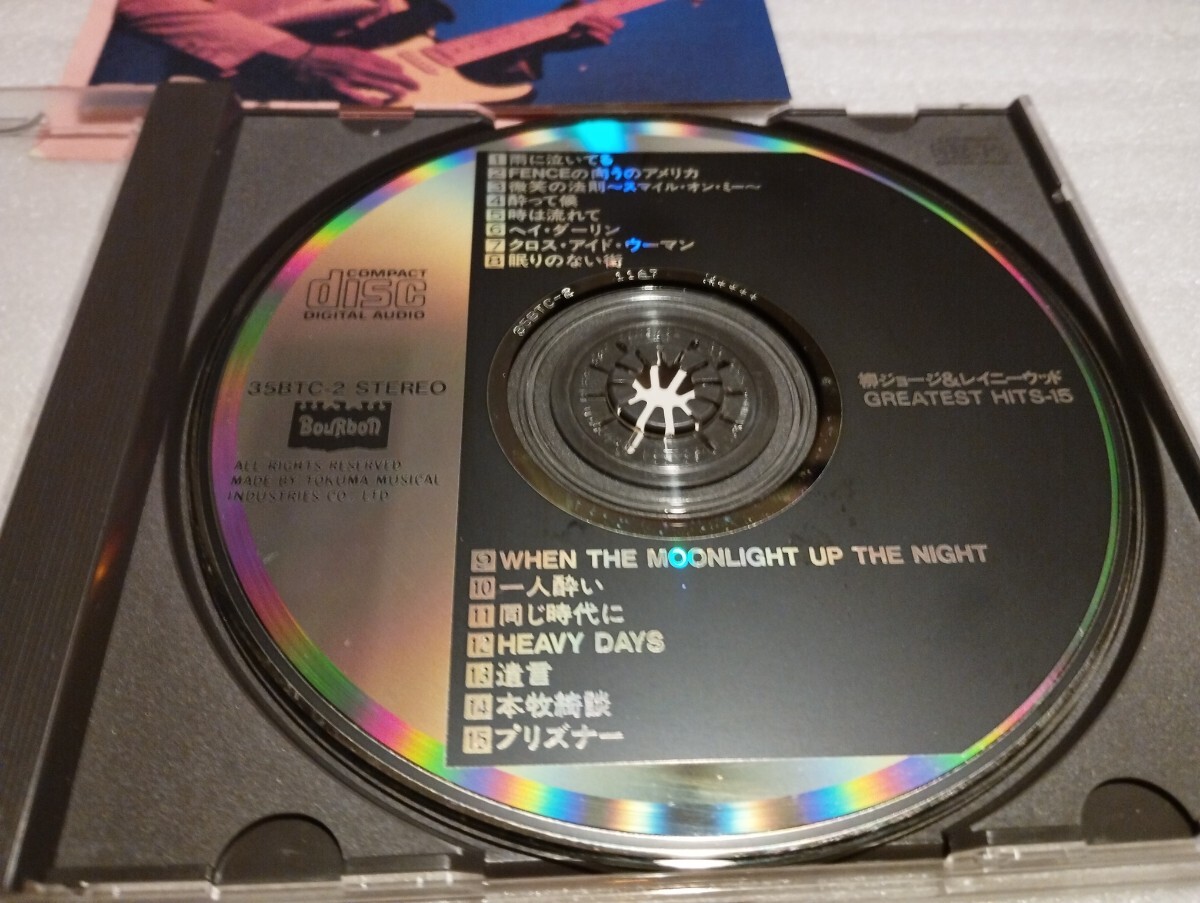 1 雨に泣いてる
2 FENCEの向うのアメリカ
3 微笑の法則〜スマイル・オン・ミー〜
4 酔って候
5 時は流れて
6 ヘイ・ダーリン
7 クロス・アイド・ウーマン
8 眠りのない街
COMPACT
disc
DIGITAL AUDIO
35BTC-2 STEREO
BouRboN
ALL RIGHTS RESERVED
MADE BY TOKUMA MUSICAL
INDUSTRIES CO LTD
35BTC-2 1167
柳ジョージ&レイニーウッド
GREATEST HITS-15
9 WHEN THE MOONLIGHT UP THE NIGHT
10 一人酔い
11 同じ時代に
12 HEAVY DAYS
13 遺言
14 本牧綺談
15 プリズナー